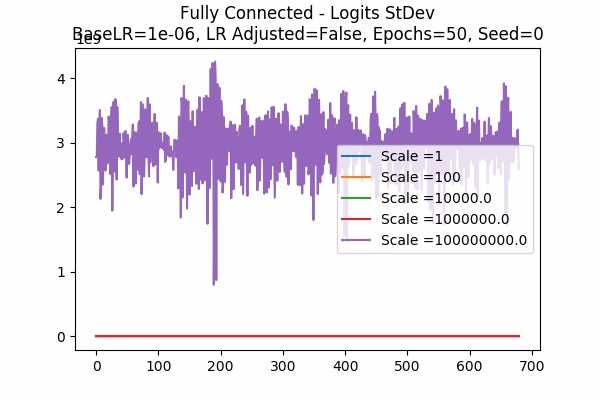 Fully Connected - Logits StDev
BaseLR=1e-06, LR Adjusted=False, Epochs=50, Seed=0
1e9
4
3
2
1
0
Scale =1
Scale =100
Scale =10000.0
Scale =1000000.0
Scale =100000000.0
0 100 200 300 400 500 600 700